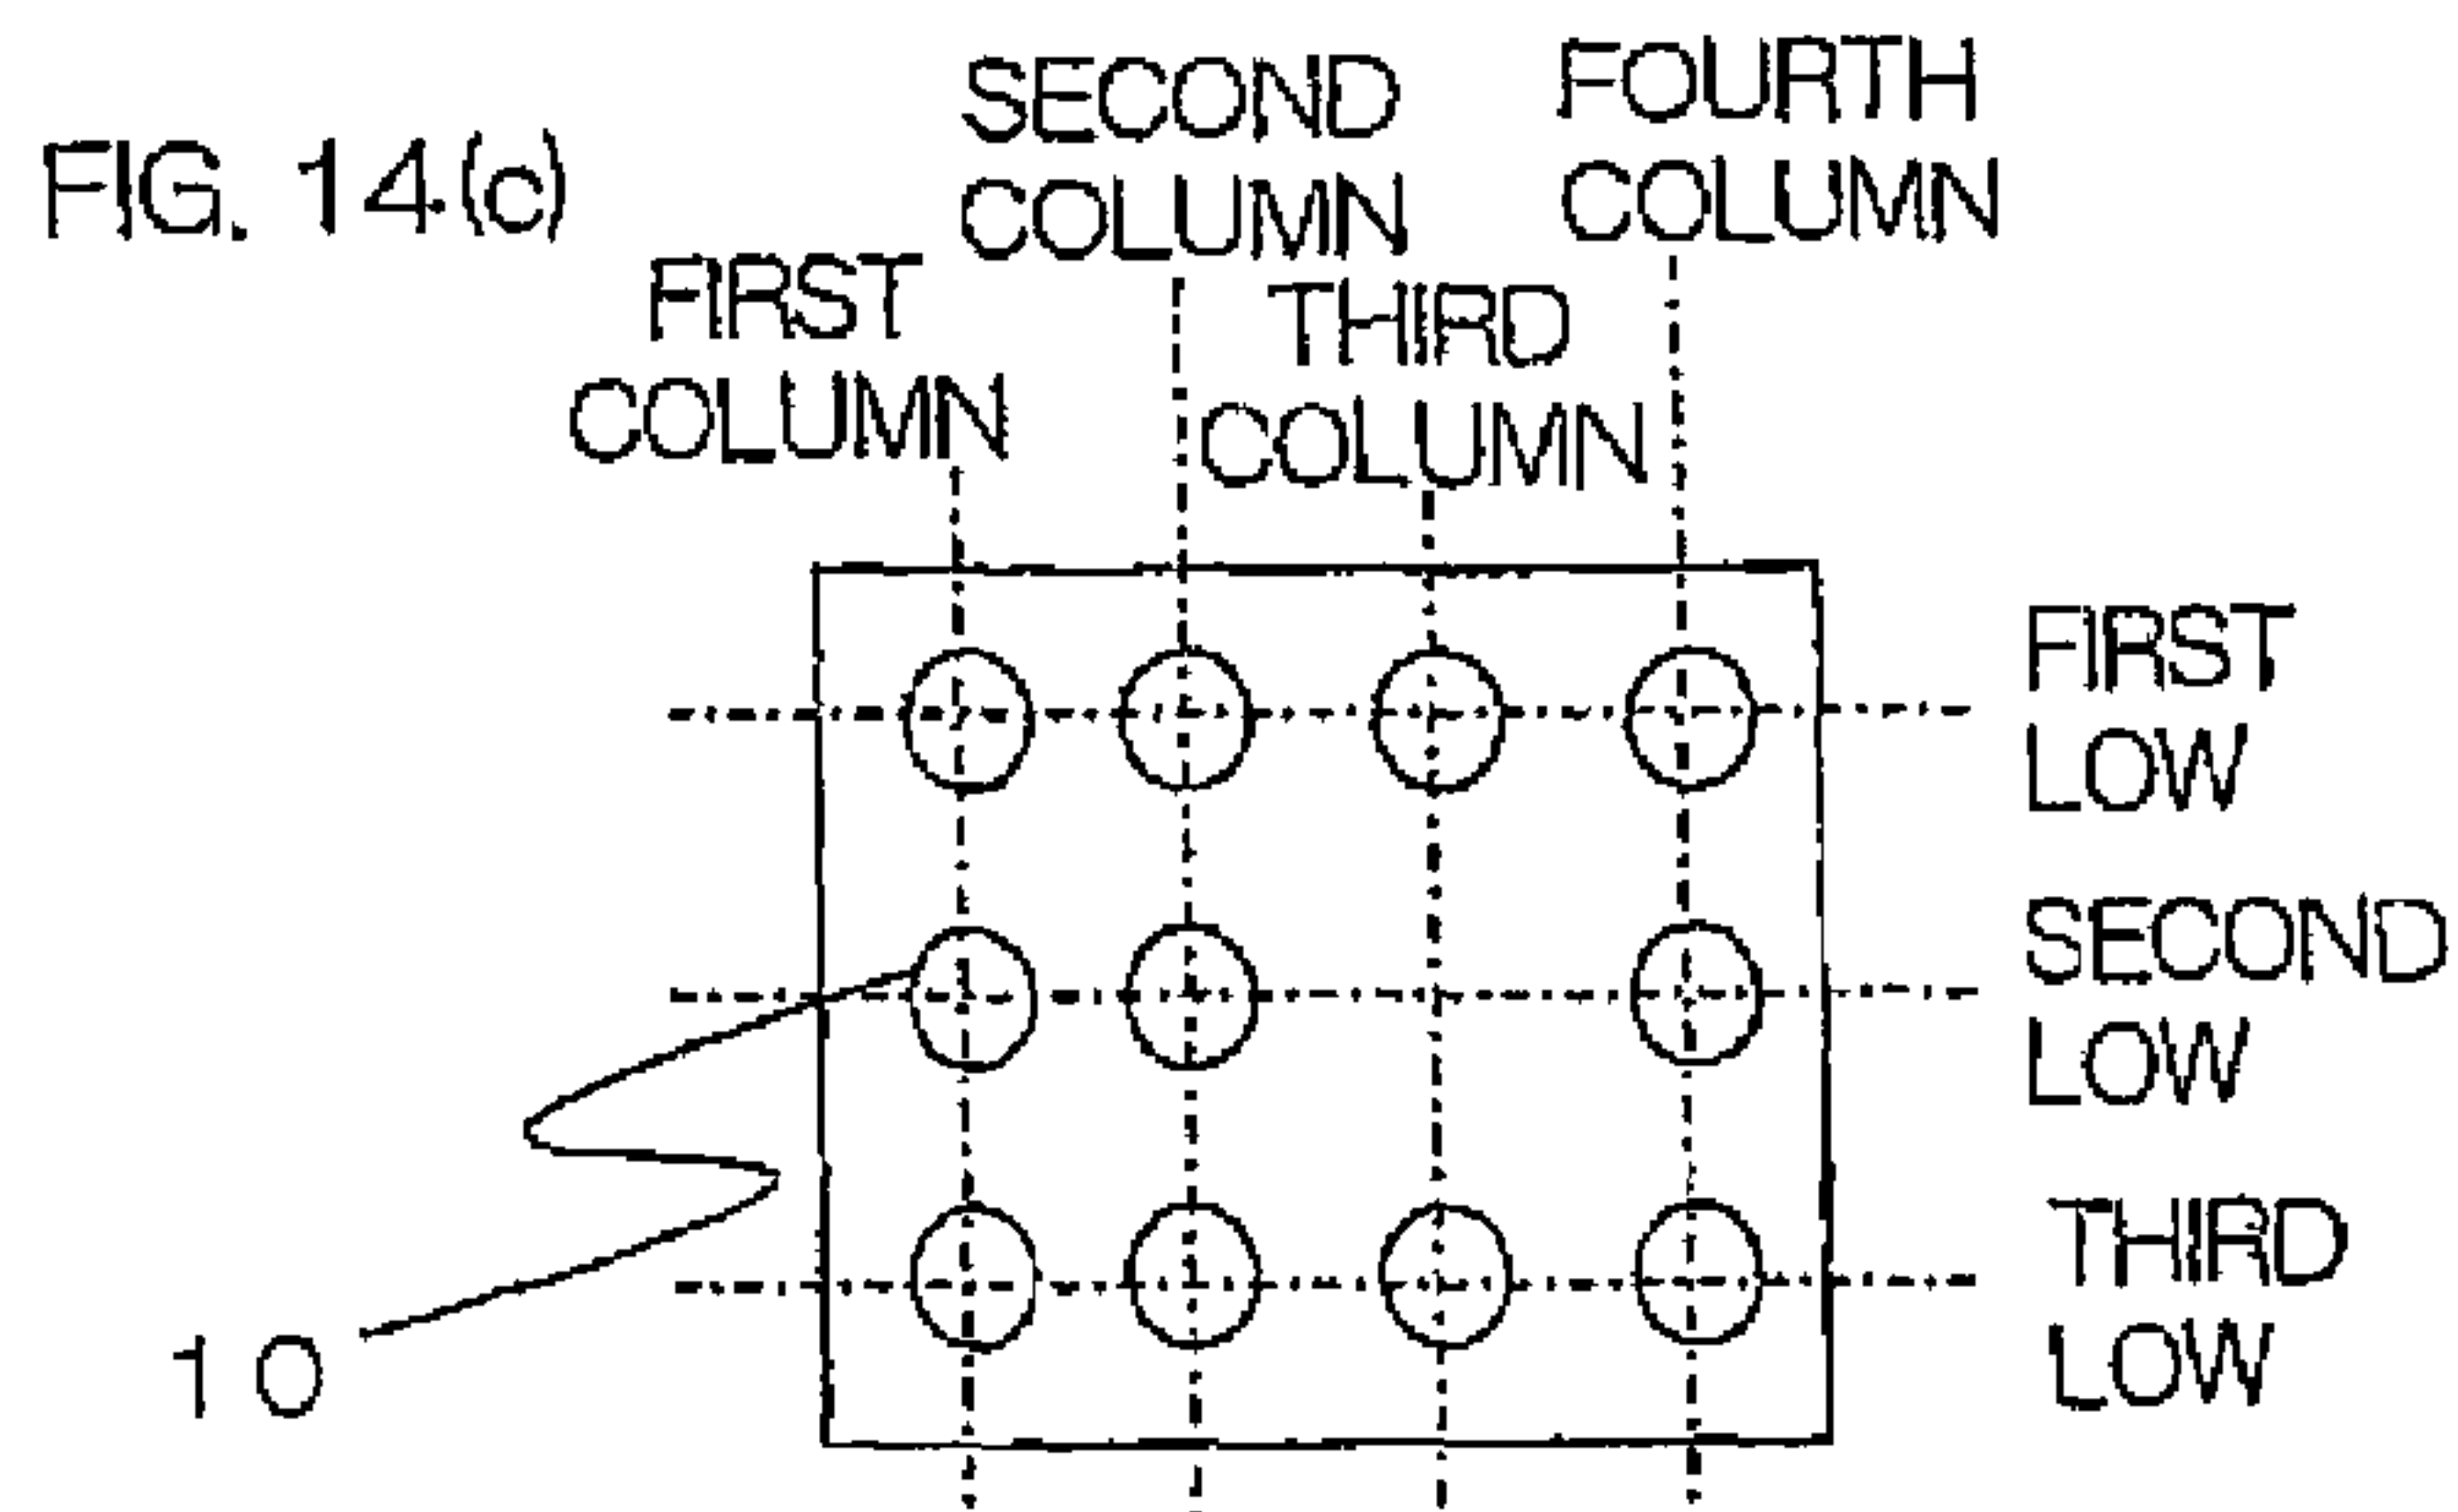 FIG. 14(c)
SECOND
COLUMN
FOURTH
COLUMN
FIRST
COLUMN
THIRD
COLUMN
FIRST
LOW
SECOND
LOW
THIRD
LOW
10